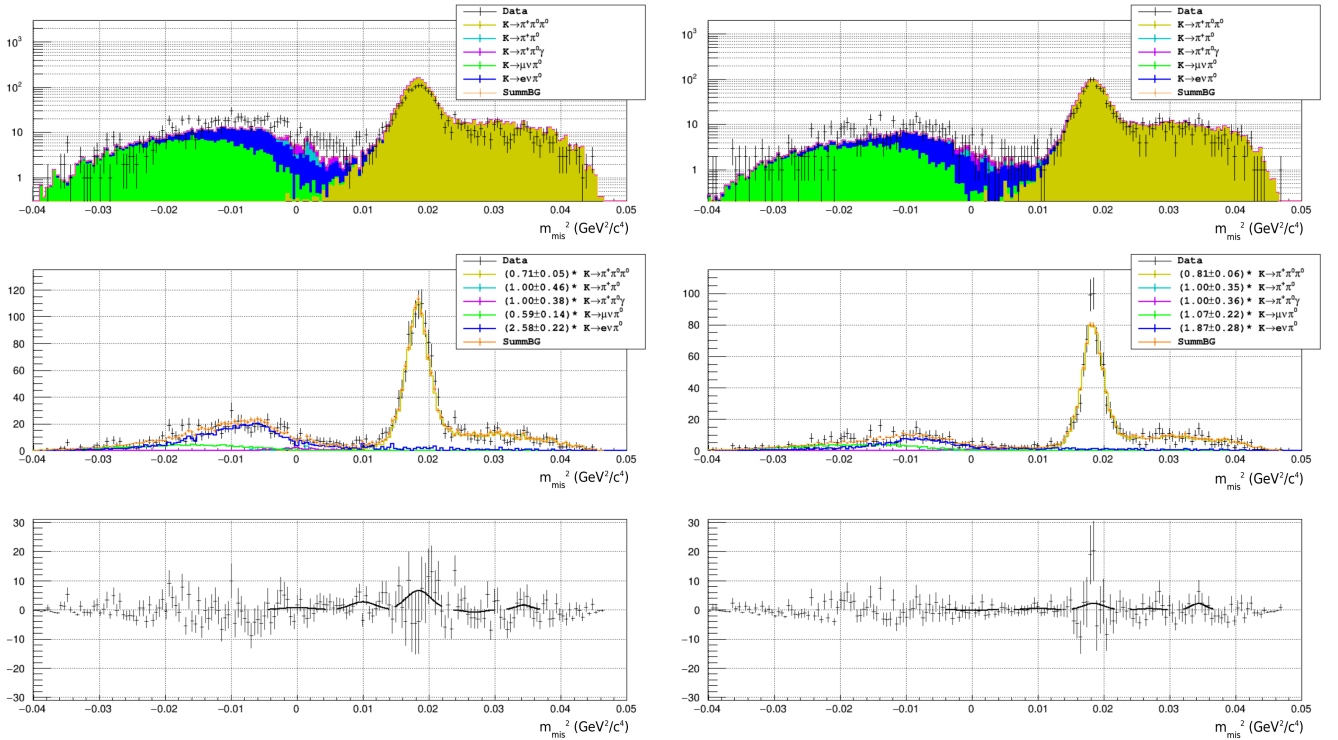 Data
K→π⁺π⁰π⁰
K→π⁺π⁰
K→π⁺π⁰γ
K→μνπ⁰
K→eνπ⁰
SummBG
10³
10²
10
1
−0.04 −0.03 −0.02 −0.01 0 0.01 0.02 0.03 0.04 0.05
m_mis² (GeV²/c⁴)
Data
K→π⁺π⁰π⁰
K→π⁺π⁰
K→π⁺π⁰γ
K→μνπ⁰
K→eνπ⁰
SummBG
10³
10²
10
1
−0.04 −0.03 −0.02 −0.01 0 0.01 0.02 0.03 0.04 0.05
m_mis² (GeV²/c⁴)
Data
(0.71±0.05)* K→π⁺π⁰π⁰
(1.00±0.46)* K→π⁺π⁰
(1.00±0.38)* K→π⁺π⁰γ
(0.59±0.14)* K→μνπ⁰
(2.58±0.22)* K→eνπ⁰
SummBG
120
100
80
60
40
20
0
−0.04 −0.03 −0.02 −0.01 0 0.01 0.02 0.03 0.04 0.05
m_mis² (GeV²/c⁴)
Data
(0.81±0.06)* K→π⁺π⁰π⁰
(1.00±0.35)* K→π⁺π⁰
(1.00±0.36)* K→π⁺π⁰γ
(1.07±0.22)* K→μνπ⁰
(1.87±0.28)* K→eνπ⁰
SummBG
100
80
60
40
20
0
−0.04 −0.03 −0.02 −0.01 0 0.01 0.02 0.03 0.04 0.05
m_mis² (GeV²/c⁴)
30
20
10
0
−10
−20
−30
−0.04 −0.03 −0.02 −0.01 0 0.01 0.02 0.03 0.04 0.05
m_mis² (GeV²/c⁴)
30
20
10
0
−10
−20
−30
−0.04 −0.03 −0.02 −0.01 0 0.01 0.02 0.03 0.04 0.05
m_mis² (GeV²/c⁴)